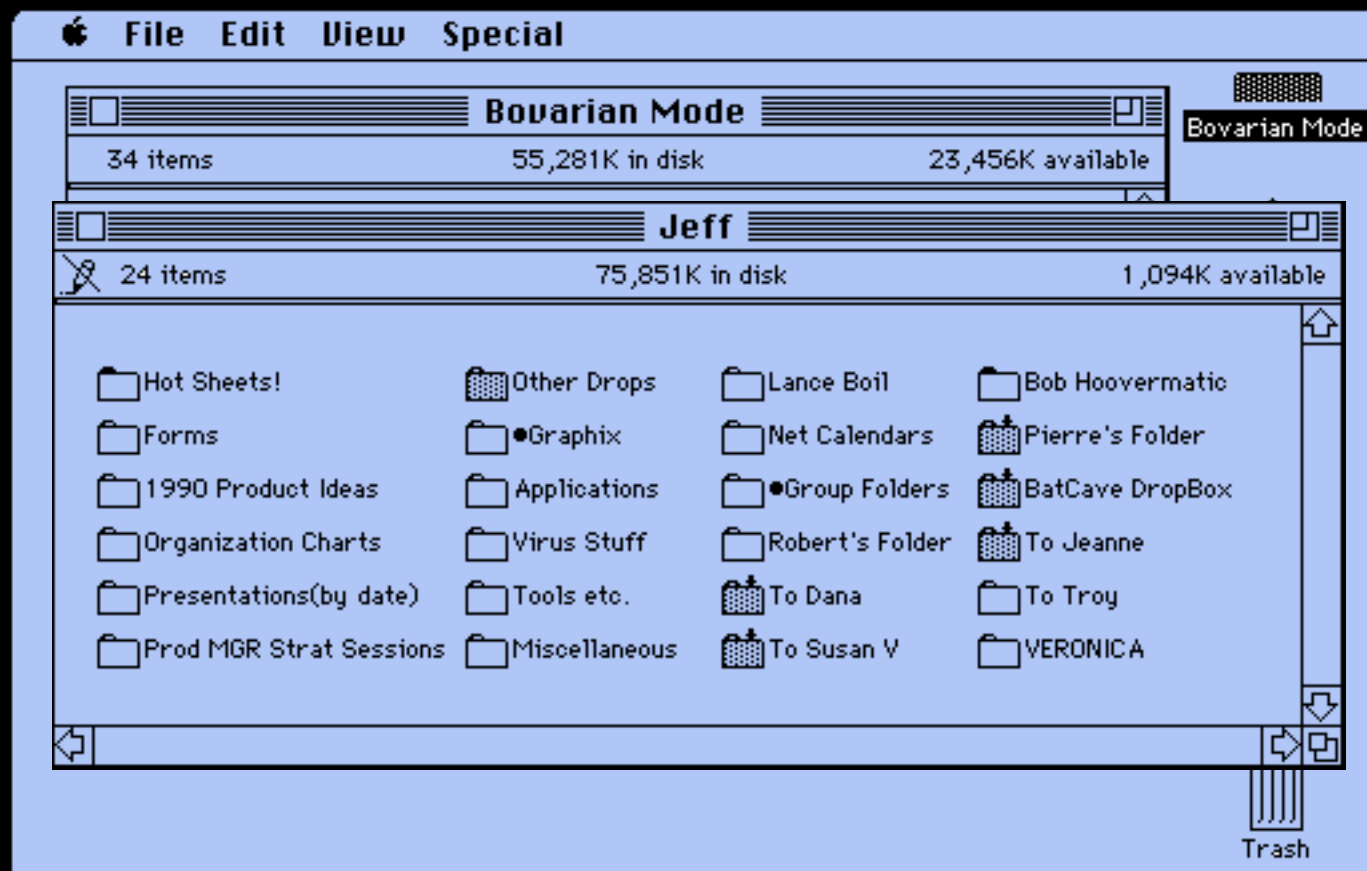 File Edit View Special
Bovarian Mode
34 items 55,281K in disk 23,456K available
Bovarian Mode
Jeff
24 items 75,851K in disk 1,094K available
Hot Sheets! Other Drops Lance Boil Bob Hoovermatic
Forms •Graphix Net Calendars Pierre's Folder
1990 Product Ideas Applications •Group Folders BatCave DropBox
Organization Charts Virus Stuff Robert's Folder To Jeanne
Presentations(by date) Tools etc. To Dana To Troy
Prod MGR Strat Sessions Miscellaneous To Susan V VERONICA
Trash